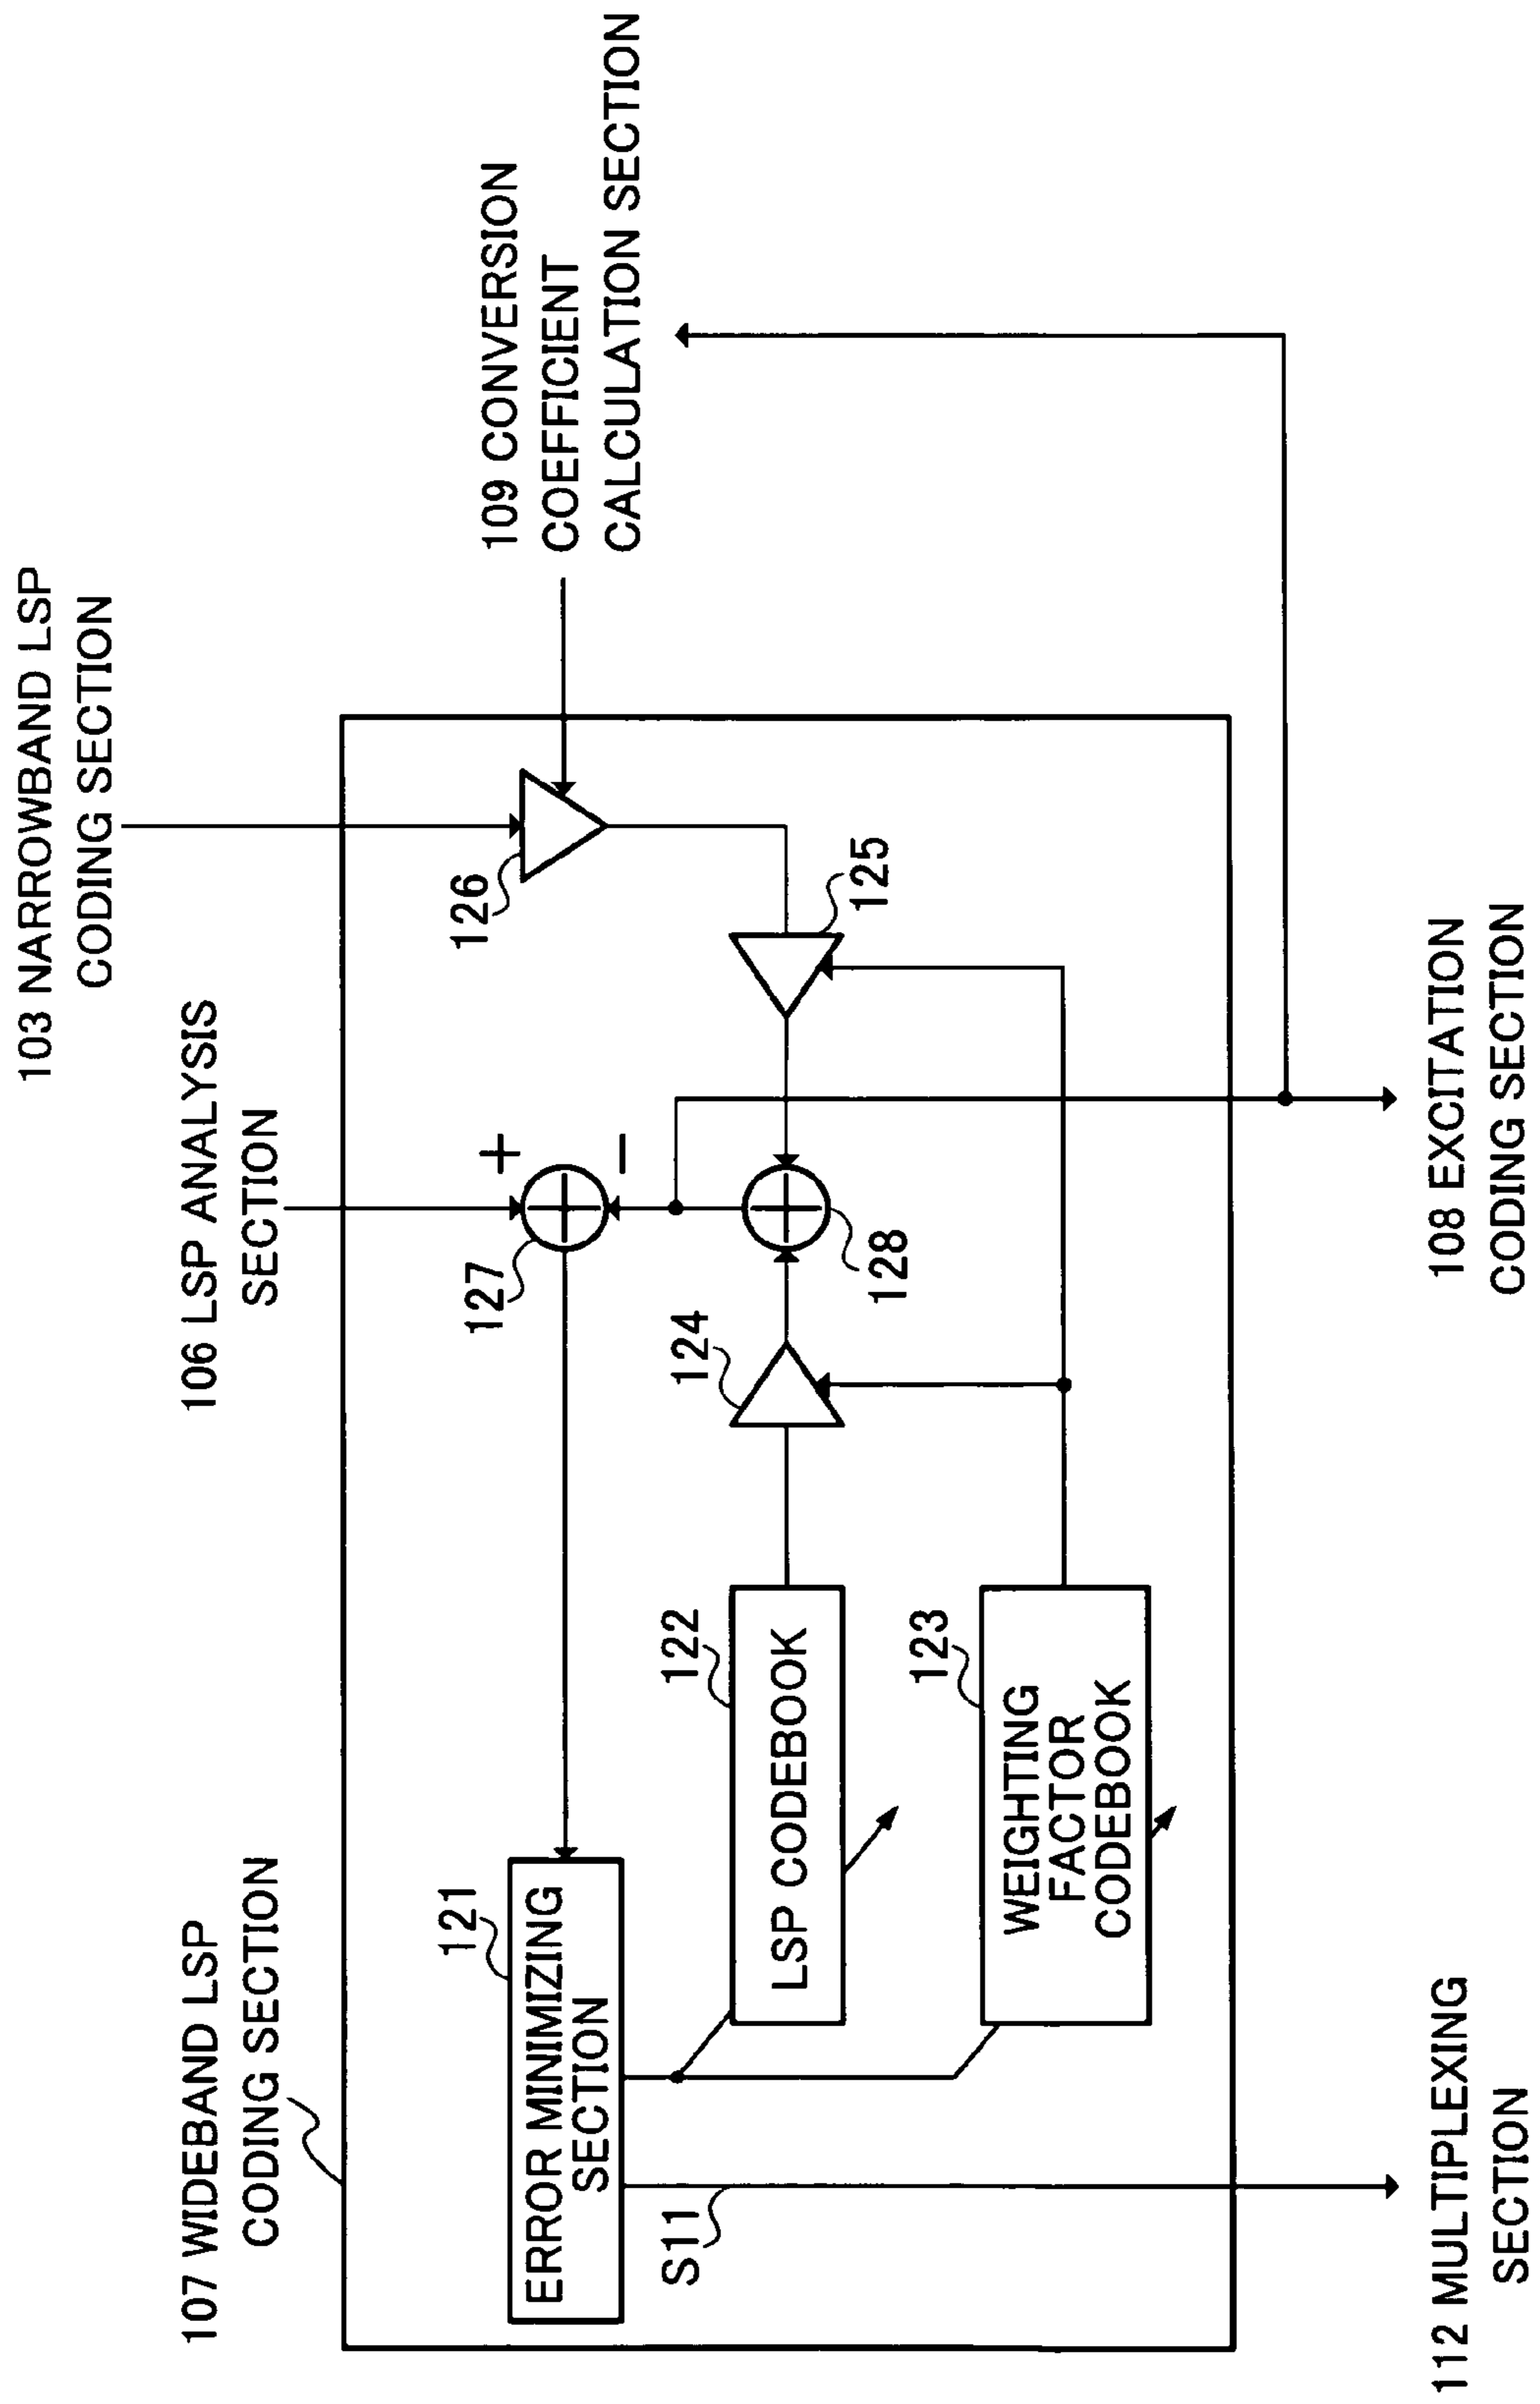 103 NARROWBAND LSP
CODING SECTION
106 LSP ANALYSIS
SECTION
107 WIDEBAND LSP
CODING SECTION
109 CONVERSION
COEFFICIENT
CALCULATION SECTION
121
ERROR MINIMIZING
SECTION
127
+
−
126
122
LSP CODEBOOK
124
128
125
123
WEIGHTING
FACTOR
CODEBOOK
S11
112 MULTIPLEXING
SECTION
108 EXCITATION
CODING SECTION